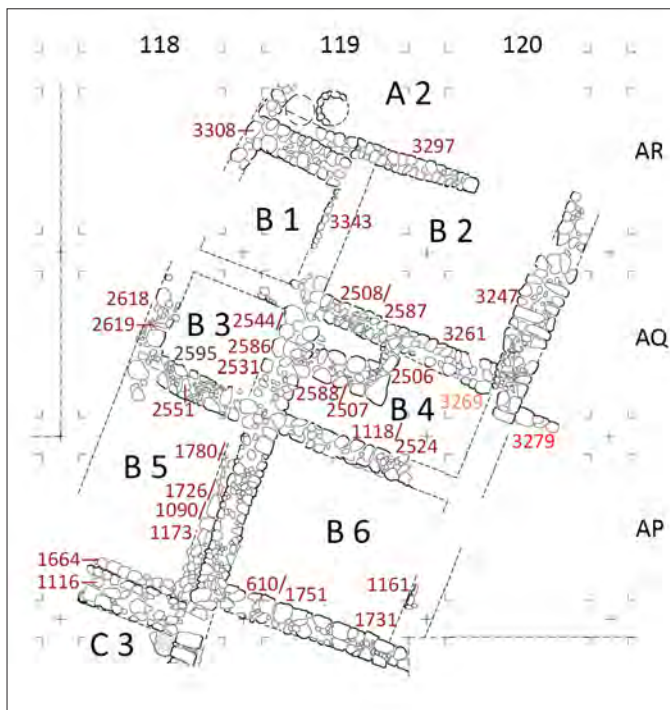 118 119 120
A 2
3308
3297
AR
B 1
3343
B 2
2618
2508/
2587
3247
2619
B 3
2544
3261
AQ
2595
2586
2531
2506
2551
2588/
2507
B 4
3269
1118/
2524
3279
1780
B 5
1726
1090
1173
B 6
AP
1664
1116
610/
1751
1161
1731
C 3